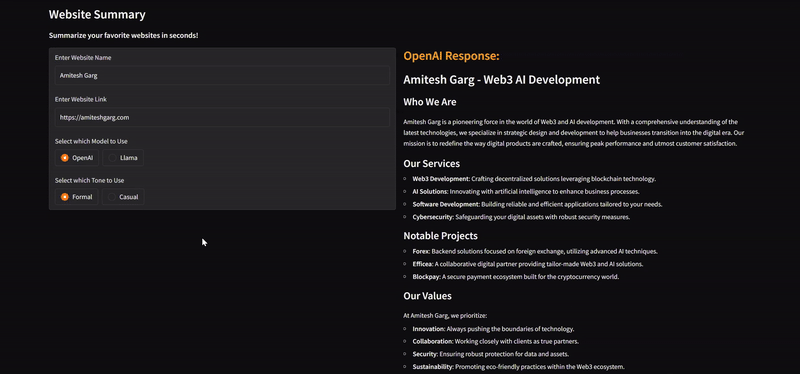 Website Summary
Summarize your favorite websites in seconds!
Enter Website Name
Amitesh Garg
Enter Website Link
https://amiteshgarg.com
Select which Model to Use
OpenAI
Llama
Select which Tone to Use
Formal
Casual
OpenAI Response:
Amitesh Garg - Web3 AI Development
Who We Are
Amitesh Garg is a pioneering force in the world of Web3 and AI development. With a comprehensive understanding of the
latest technologies, we specialize in strategic design and development to help businesses transition into the digital era. Our
mission is to redefine the way digital products are crafted, ensuring peak performance and utmost customer satisfaction.
Our Services
Web3 Development: Crafting decentralized solutions leveraging blockchain technology.
AI Solutions: Innovating with artificial intelligence to enhance business processes.
Software Development: Building reliable and efficient applications tailored to your needs.
Cybersecurity: Safeguarding your digital assets with robust security measures.
Notable Projects
Forex: Backend solutions focused on foreign exchange, utilizing advanced AI techniques.
Efficea: A collaborative digital partner providing tailor-made Web3 and AI solutions.
Blockpay: A secure payment ecosystem built for the cryptocurrency world.
Our Values
At Amitesh Garg, we prioritize:
Innovation: Always pushing the boundaries of technology.
Collaboration: Working closely with clients as true partners.
Security: Ensuring robust protection for data and assets.
Sustainability: Promoting eco-friendly practices within the Web3 ecosystem.